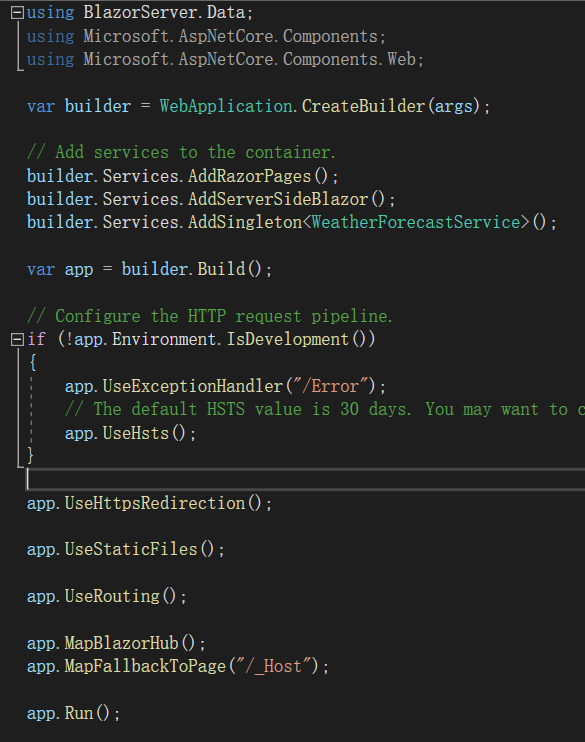 using BlazorServer.Data;
using Microsoft.AspNetCore.Components;
using Microsoft.AspNetCore.Components.Web;
var builder = WebApplication.CreateBuilder(args);
// Add services to the container.
builder.Services.AddRazorPages();
builder.Services.AddServerSideBlazor();
builder.Services.AddSingleton<WeatherForecastService>();
var app = builder.Build();
// Configure the HTTP request pipeline.
if (!app.Environment.IsDevelopment())
{
    app.UseExceptionHandler("/Error");
    // The default HSTS value is 30 days. You may want to c
    app.UseHsts();
}
app.UseHttpsRedirection();
app.UseStaticFiles();
app.UseRouting();
app.MapBlazorHub();
app.MapFallbackToPage("/_Host");
app.Run();